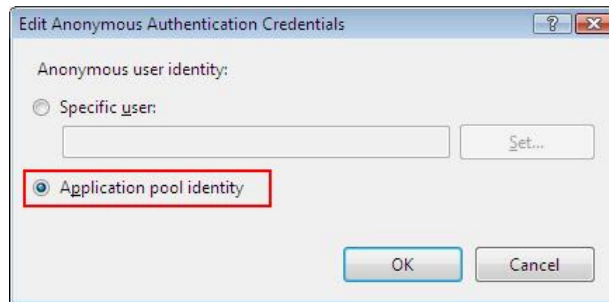 Edit Anonymous Authentication Credentials
Anonymous user identity:
Specific user:
Set...
Application pool identity
OK
Cancel